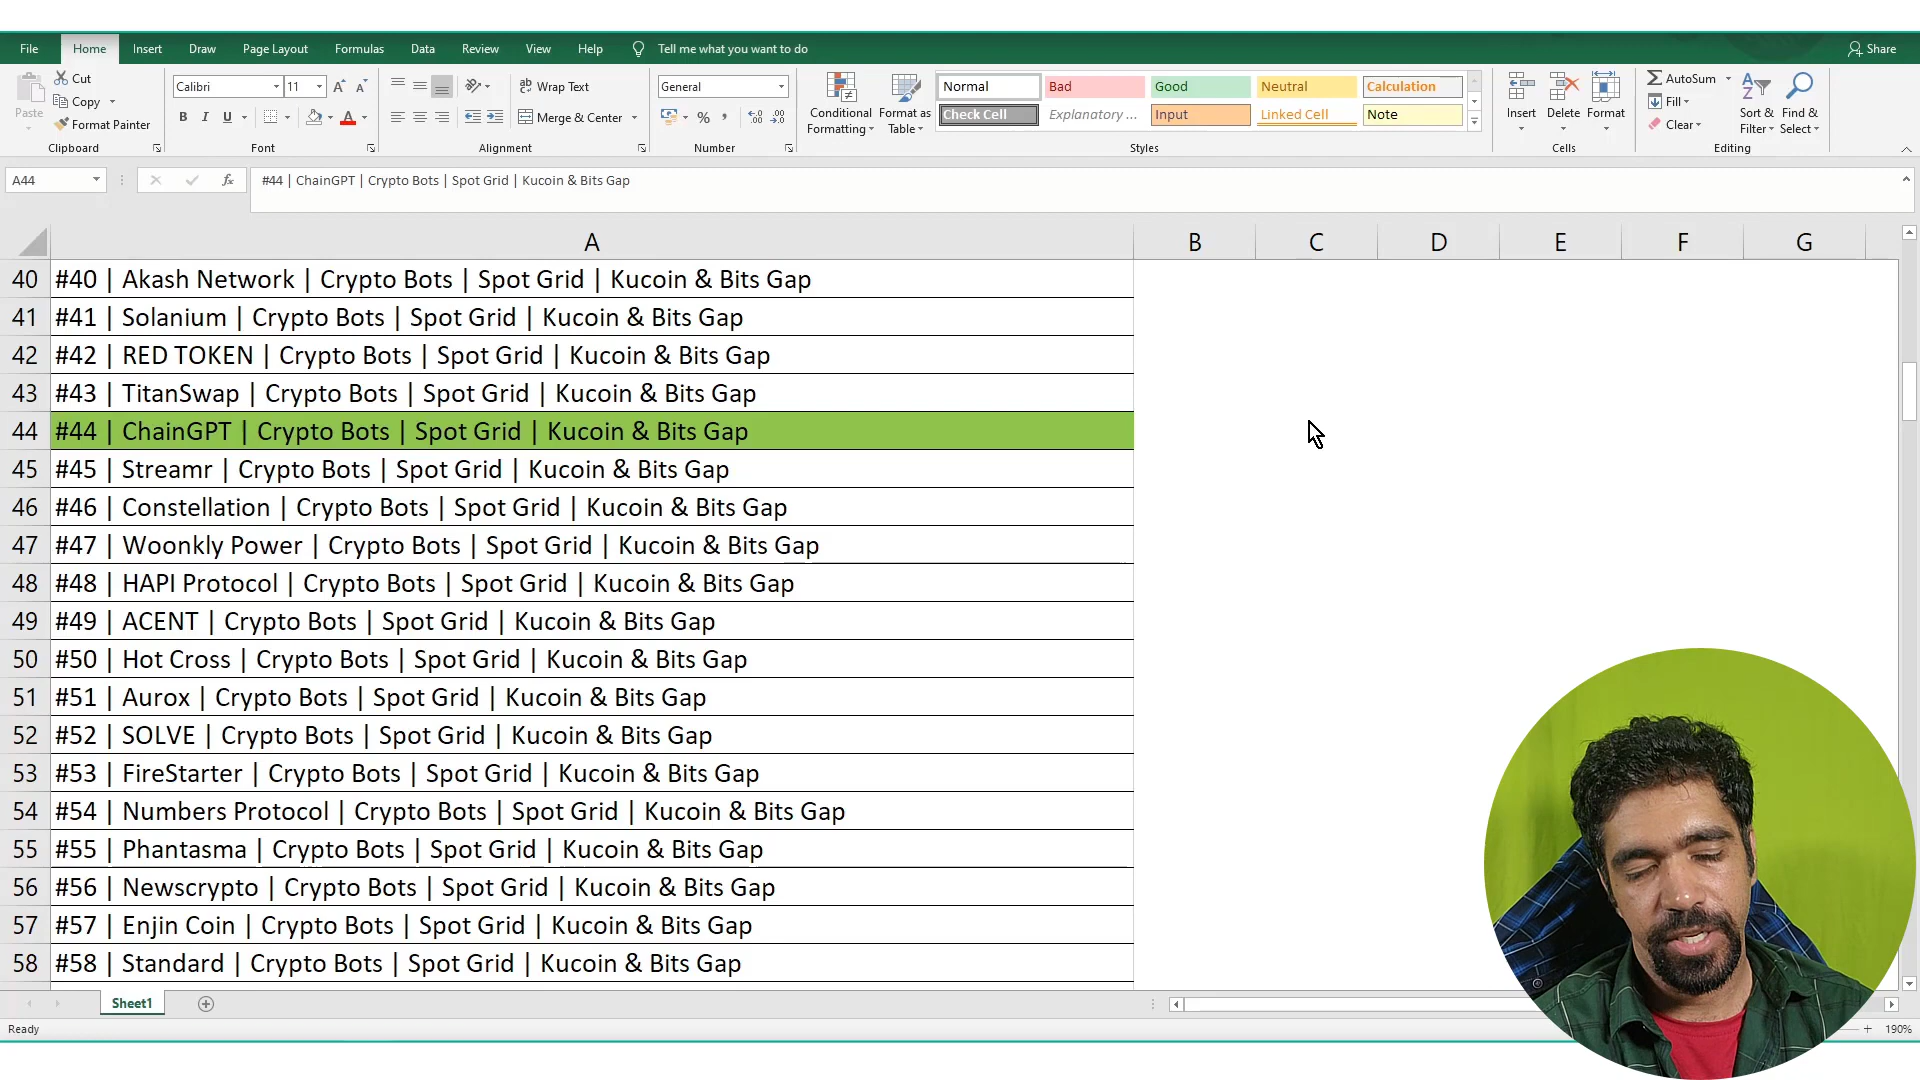 File Home Insert Draw Page Layout Formulas Data Review View Help Tell me what you want to do Share
Paste Cut Copy Format Painter Clipboard
Calibri 11 A A B I U A Font
Wrap Text Merge & Center Alignment
General % , Number
Conditional Formatting Format as Table
Normal Bad Good Neutral Calculation
Check Cell Explanatory ... Input Linked Cell Note
Styles
Insert Delete Format Cells
AutoSum Fill Clear Sort & Filter Find & Select Editing
A44 fx #44 | ChainGPT | Crypto Bots | Spot Grid | Kucoin & Bits Gap
A B C D E F G
40 #40 | Akash Network | Crypto Bots | Spot Grid | Kucoin & Bits Gap
41 #41 | Solanium | Crypto Bots | Spot Grid | Kucoin & Bits Gap
42 #42 | RED TOKEN | Crypto Bots | Spot Grid | Kucoin & Bits Gap
43 #43 | TitanSwap | Crypto Bots | Spot Grid | Kucoin & Bits Gap
44 #44 | ChainGPT | Crypto Bots | Spot Grid | Kucoin & Bits Gap
45 #45 | Streamr | Crypto Bots | Spot Grid | Kucoin & Bits Gap
46 #46 | Constellation | Crypto Bots | Spot Grid | Kucoin & Bits Gap
47 #47 | Woonkly Power | Crypto Bots | Spot Grid | Kucoin & Bits Gap
48 #48 | HAPI Protocol | Crypto Bots | Spot Grid | Kucoin & Bits Gap
49 #49 | ACENT | Crypto Bots | Spot Grid | Kucoin & Bits Gap
50 #50 | Hot Cross | Crypto Bots | Spot Grid | Kucoin & Bits Gap
51 #51 | Aurox | Crypto Bots | Spot Grid | Kucoin & Bits Gap
52 #52 | SOLVE | Crypto Bots | Spot Grid | Kucoin & Bits Gap
53 #53 | FireStarter | Crypto Bots | Spot Grid | Kucoin & Bits Gap
54 #54 | Numbers Protocol | Crypto Bots | Spot Grid | Kucoin & Bits Gap
55 #55 | Phantasma | Crypto Bots | Spot Grid | Kucoin & Bits Gap
56 #56 | Newscrypto | Crypto Bots | Spot Grid | Kucoin & Bits Gap
57 #57 | Enjin Coin | Crypto Bots | Spot Grid | Kucoin & Bits Gap
58 #58 | Standard | Crypto Bots | Spot Grid | Kucoin & Bits Gap
Sheet1
Ready 190%